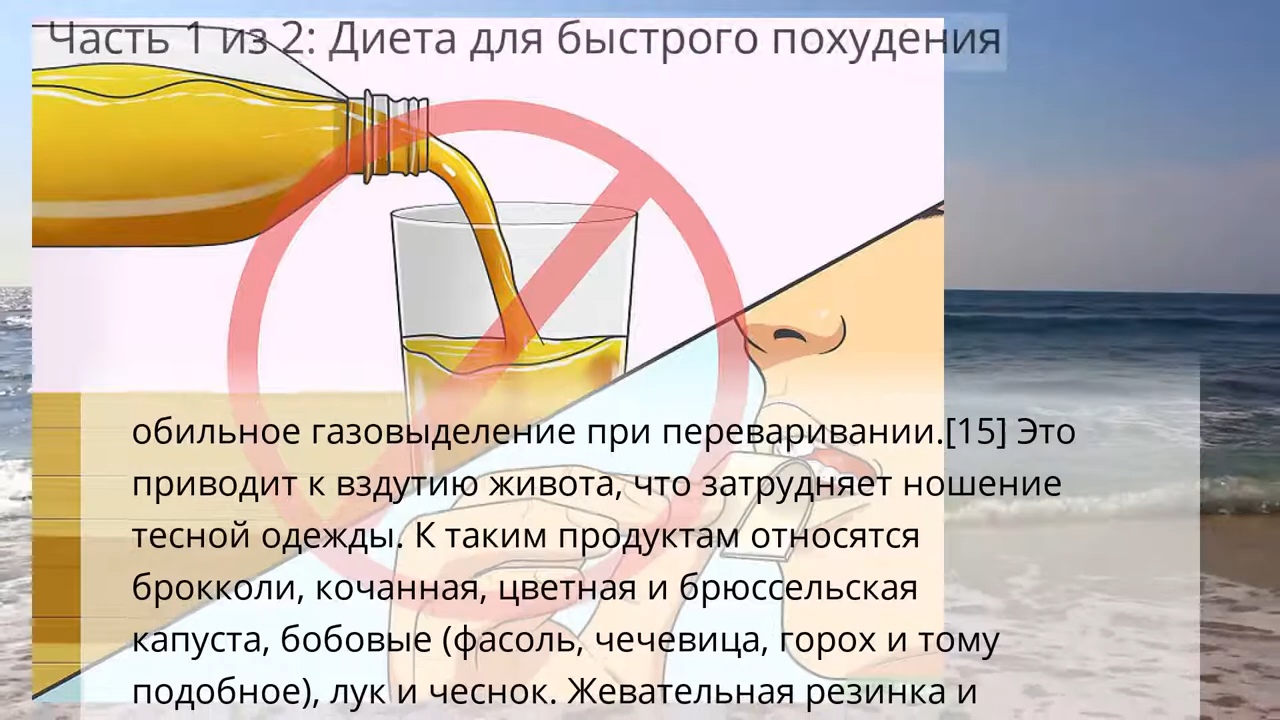 Часть 1 из 2: Диета для быстрого похудения
обильное газовыделение при переваривании.[15] Это
приводит к вздутию живота, что затрудняет ношение
тесной одежды. К таким продуктам относятся
брокколи, кочанная, цветная и брюссельская
капуста, бобовые (фасоль, чечевица, горох и тому
подобное), лук и чеснок. Жевательная резинка и